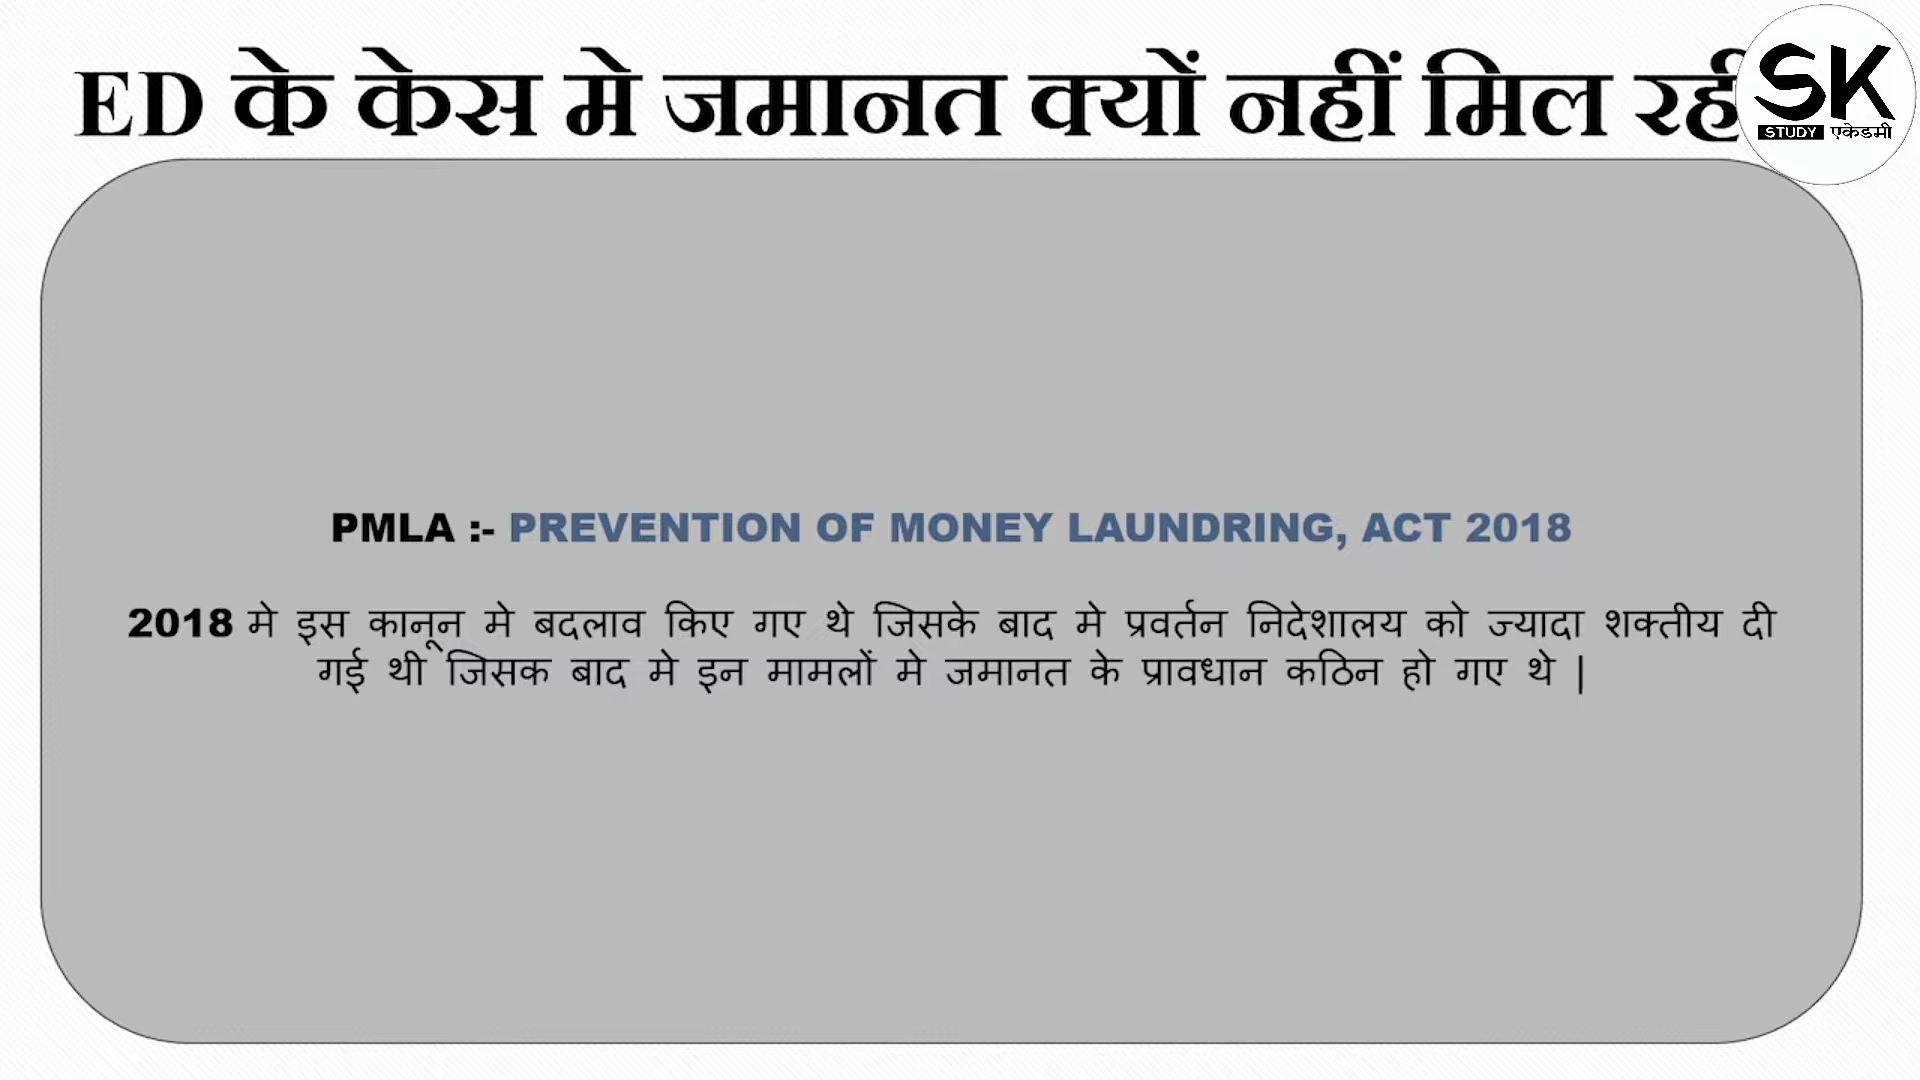 ED के केस मे जमानत क्यों नहीं मिल रही
SK
STUDY एकेडमी
PMLA :- PREVENTION OF MONEY LAUNDRING, ACT 2018
2018 मे इस कानून मे बदलाव किए गए थे जिसके बाद मे प्रवर्तन निदेशालय को ज्यादा शक्तीय दी
गई थी जिसक बाद मे इन मामलों मे जमानत के प्रावधान कठिन हो गए थे |